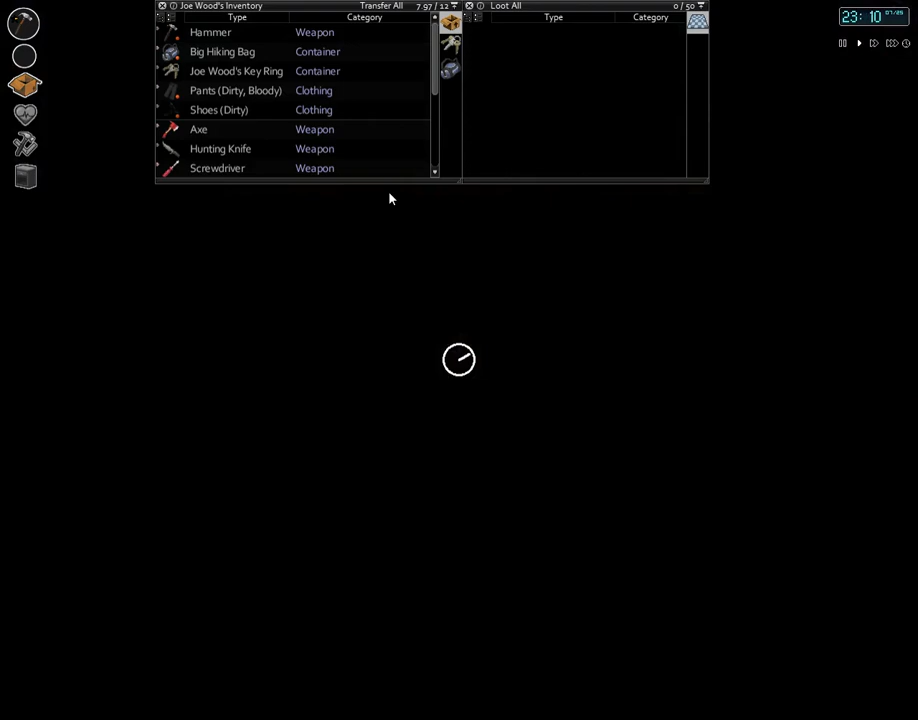 Joe Wood's Inventory Transfer All 7.97 / 12
Type Category
Hammer Weapon
Big Hiking Bag Container
Joe Wood's Key Ring Container
Pants (Dirty, Bloody) Clothing
Shoes (Dirty) Clothing
Axe Weapon
Hunting Knife Weapon
Screwdriver Weapon
Loot All 0 / 50
Type Category
23:10